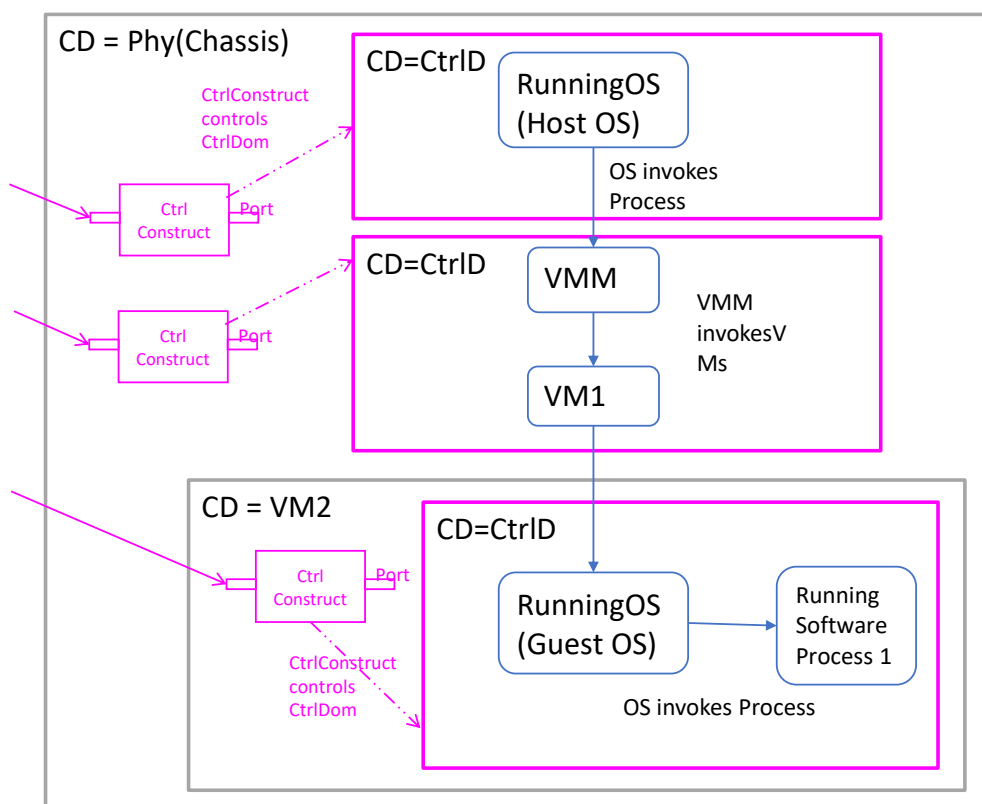 CD = Phy(Chassis)
CD=CtrlD
RunningOS
(Host OS)
CtrlConstruct
controls
CtrlDom
OS invokes
Process
Ctrl
Construct
Port
CD=CtrlD
VMM
VMM
invokesV
Ms
Ctrl
Construct
Port
VM1
CD = VM2
CD=CtrlD
Ctrl
Construct
Port
RunningOS
(Guest OS)
Running
Software
Process 1
CtrlConstruct
controls
CtrlDom
OS invokes Process